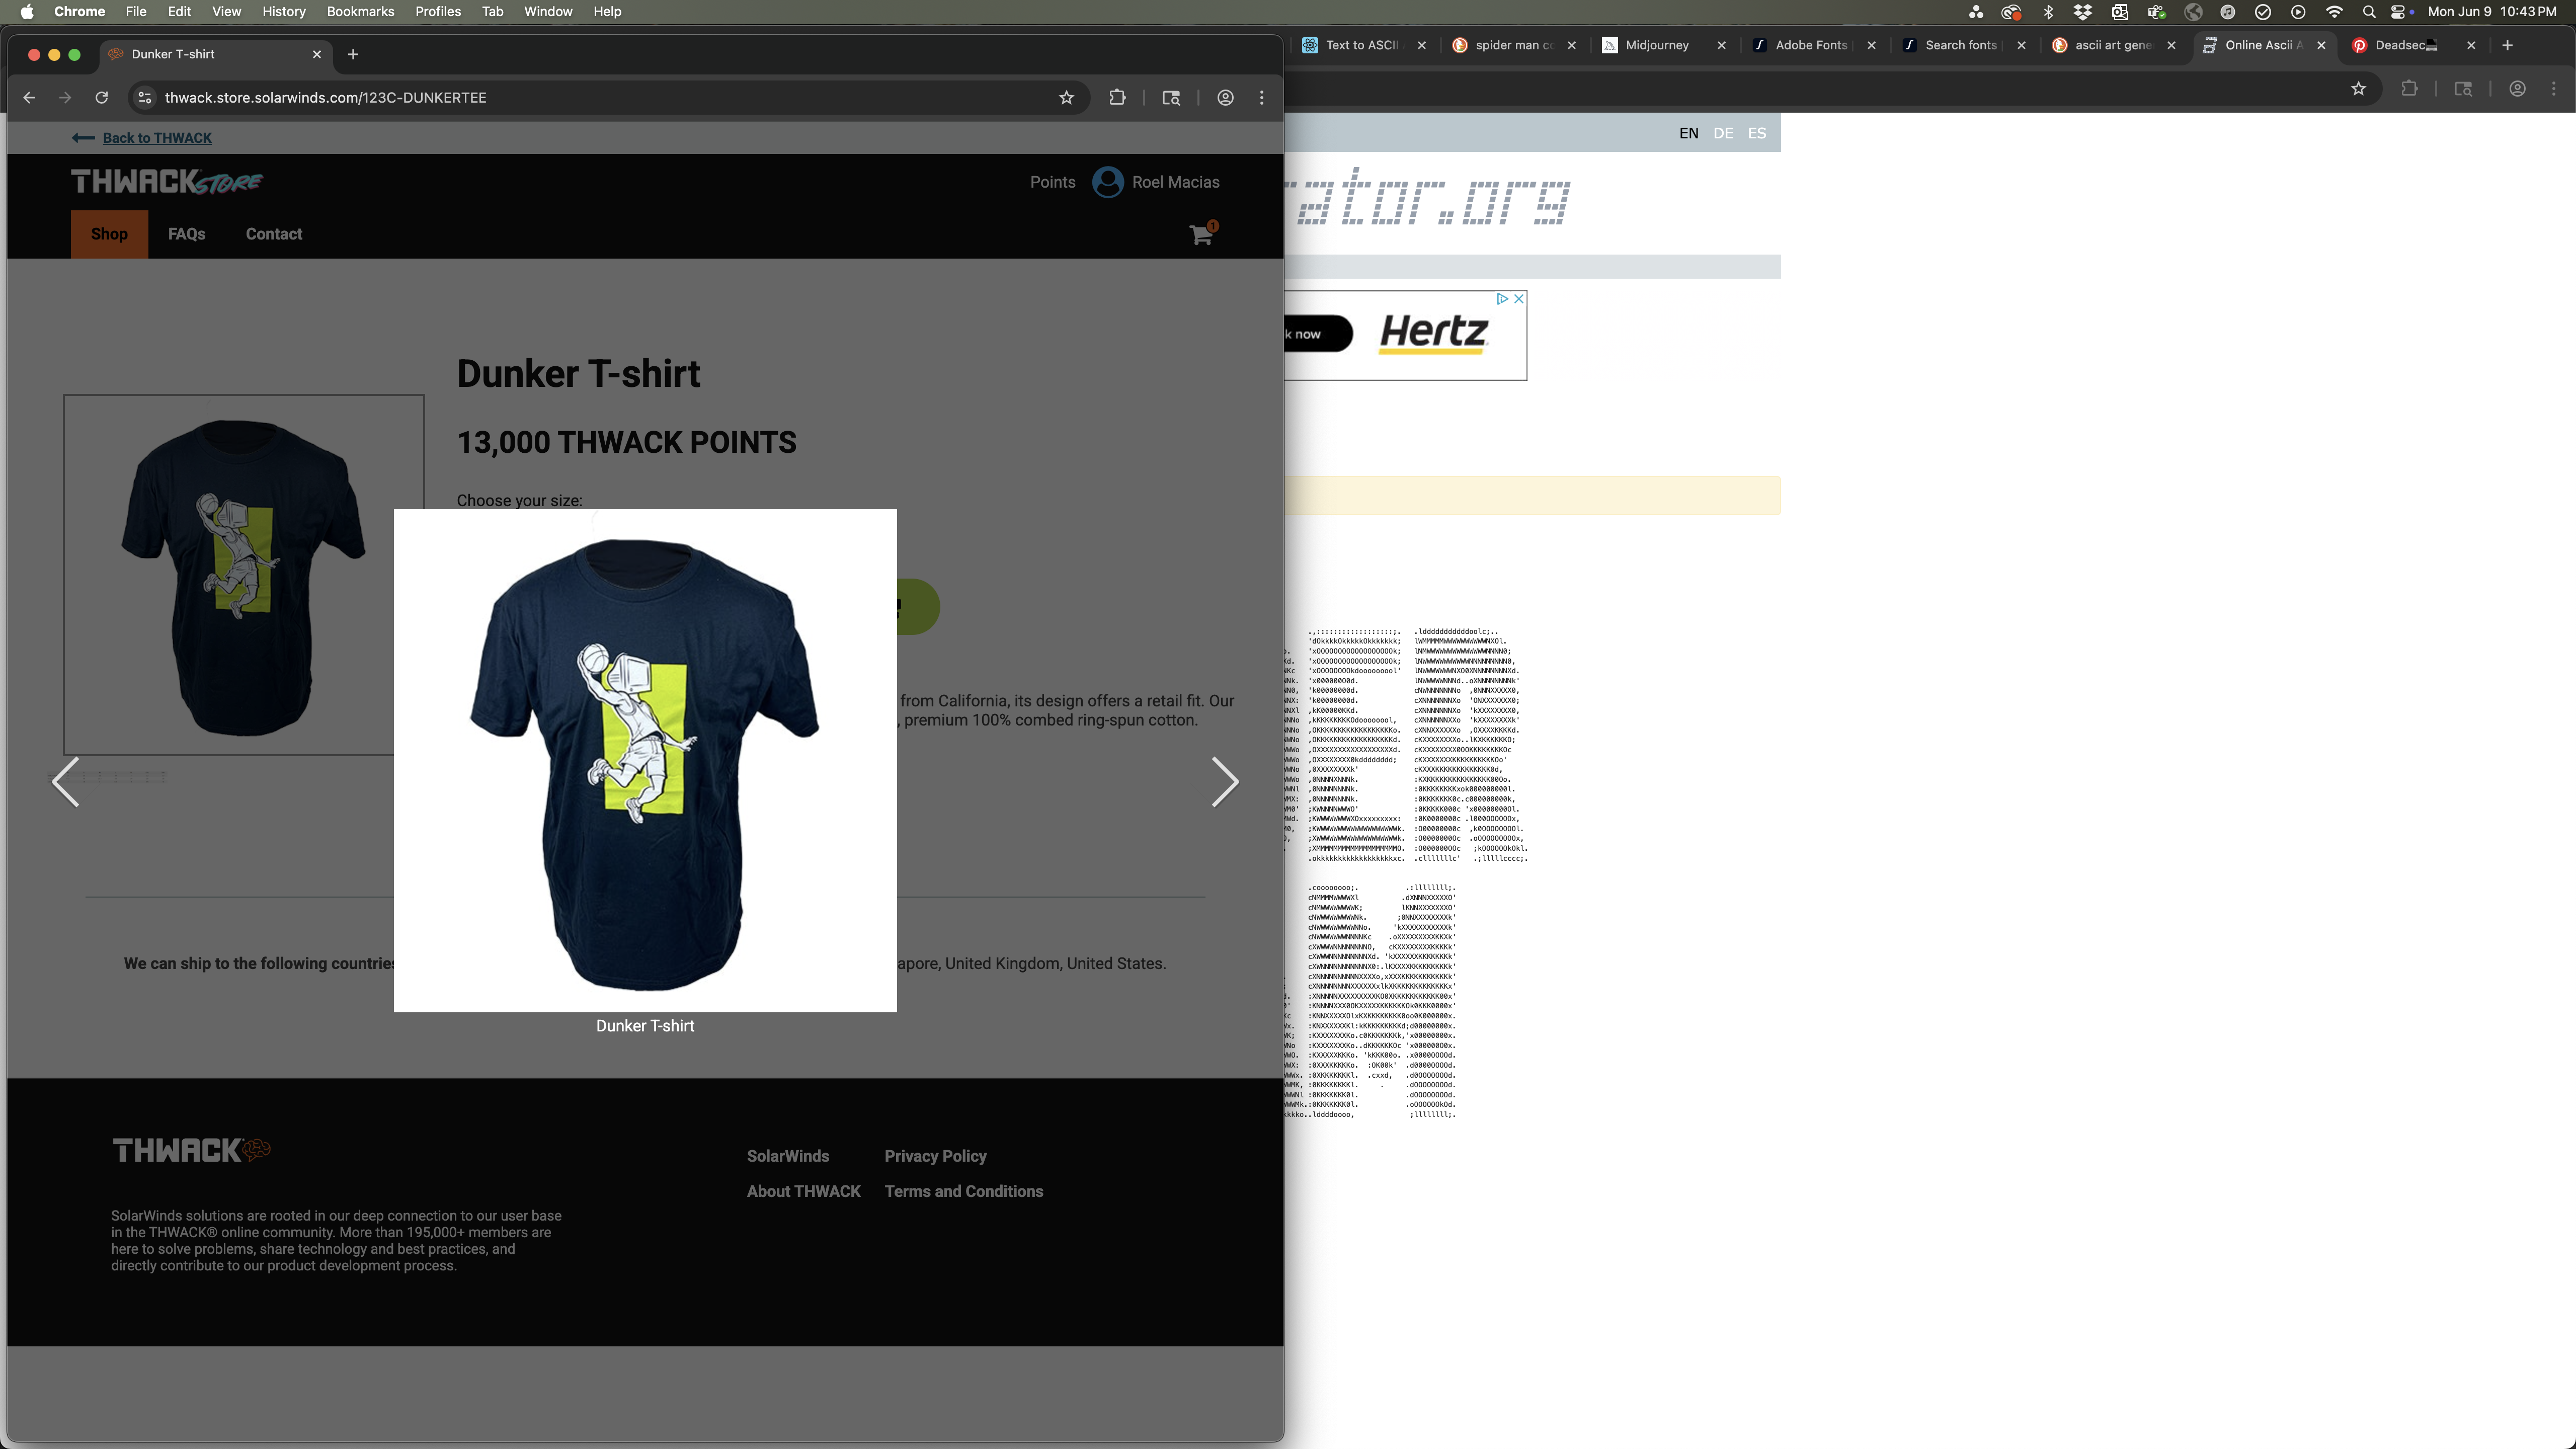 Chrome File Edit View History Bookmarks Profiles Tab Window Help
Mon Jun 9 10:43 PM
Dunker T-shirt
Text to ASCII
spider man co
Midjourney
Adobe Fonts
Search fonts
ascii art gene
Online Ascii A
Deadsec
thwack.store.solarwinds.com/123C-DUNKERTEE
Back to THWACK
THWACK STORE
Points Roel Macias
Shop FAQs Contact
1
EN DE ES
rator.org
k now Hertz
Dunker T-shirt
13,000 THWACK POINTS
Choose your size:
from California, its design offers a retail fit. Our
, premium 100% combed ring-spun cotton.
We can ship to the following countries
apore, United Kingdom, United States.
Dunker T-shirt
THWACK
SolarWinds Privacy Policy
About THWACK Terms and Conditions
SolarWinds solutions are rooted in our deep connection to our user base
in the THWACK® online community. More than 195,000+ members are
here to solve problems, share technology and best practices, and
directly contribute to our product development process.